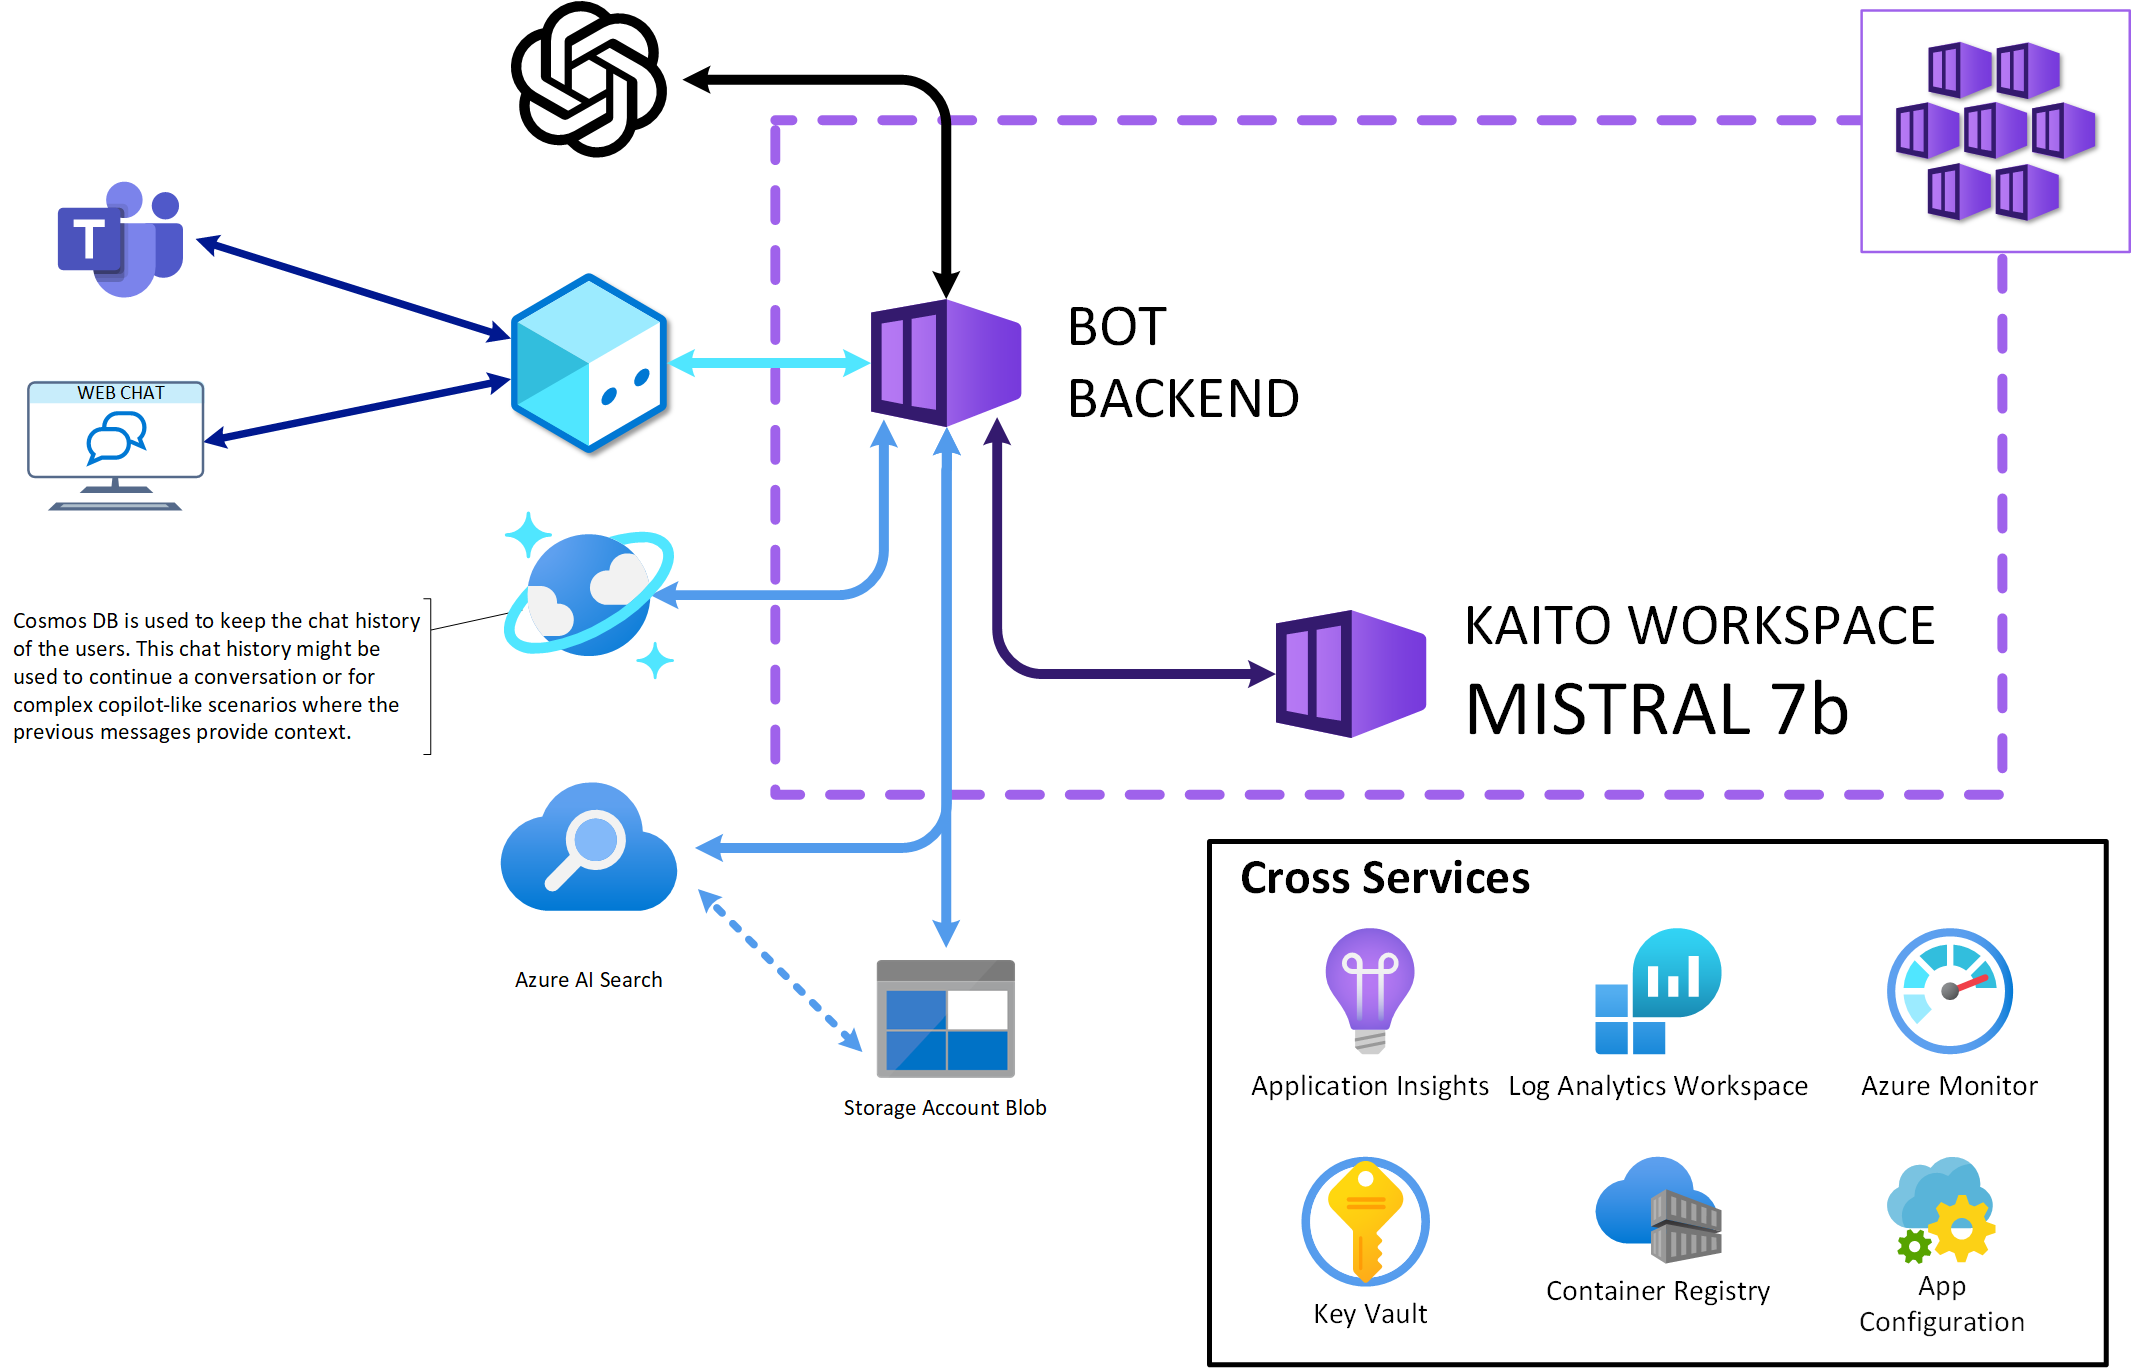 T
WEB CHAT
BOT
BACKEND
Cosmos DB is used to keep the chat history
of the users. This chat history might be
used to continue a conversation or for
complex copilot-like scenarios where the
previous messages provide context.
KAITO WORKSPACE
MISTRAL 7b
Azure AI Search
Storage Account Blob
Cross Services
Application Insights
Log Analytics Workspace
Azure Monitor
Key Vault
Container Registry
App
Configuration